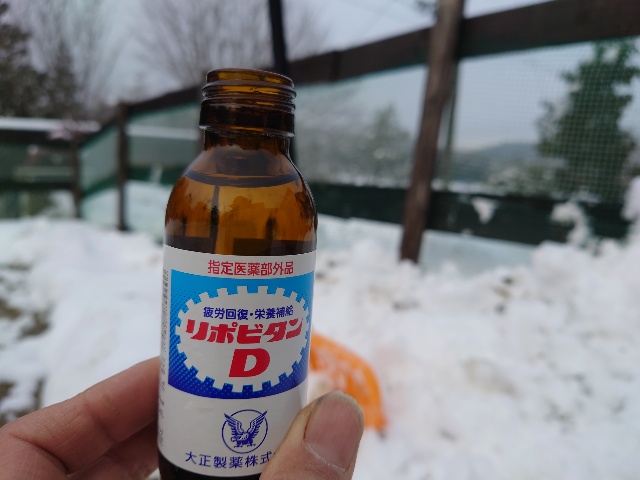 指定医薬部外品
疲労回復・栄養補給
リポビタン
D
大正製薬株式